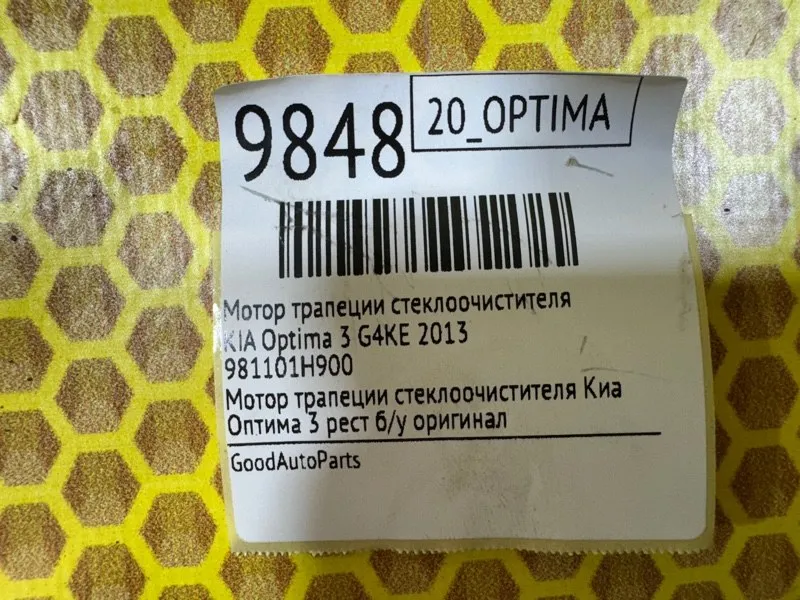 9848
20_OPTIMA
Мотор трапеции стеклоочистителя
KIA Optima 3 G4KE 2013
981101H900
Мотор трапеции стеклоочистителя Киа
Оптима 3 рест б/у оригинал
GoodAutoParts